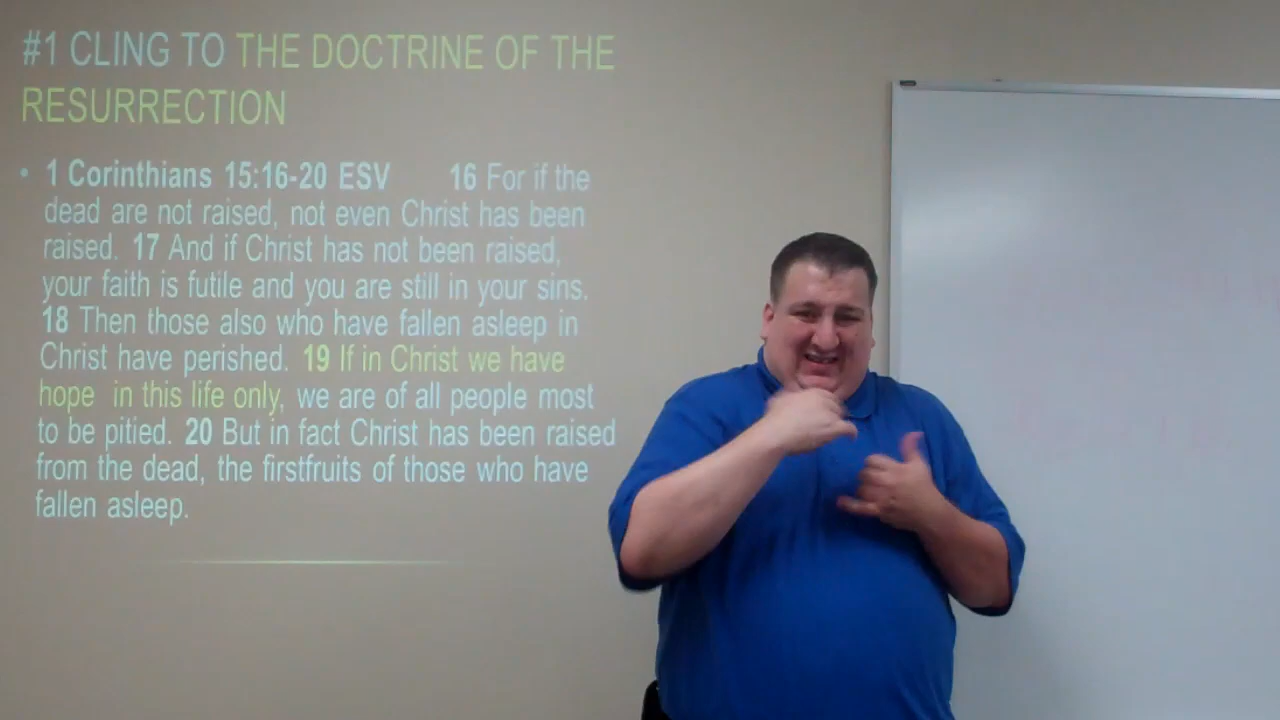 #1 CLING TO THE DOCTRINE OF THE
RESURRECTION
• 1 Corinthians 15:16-20 ESV 16 For if the
dead are not raised, not even Christ has been
raised. 17 And if Christ has not been raised,
your faith is futile and you are still in your sins.
18 Then those also who have fallen asleep in
Christ have perished. 19 If in Christ we have
hope in this life only, we are of all people most
to be pitied. 20 But in fact Christ has been raised
from the dead, the firstfruits of those who have
fallen asleep.